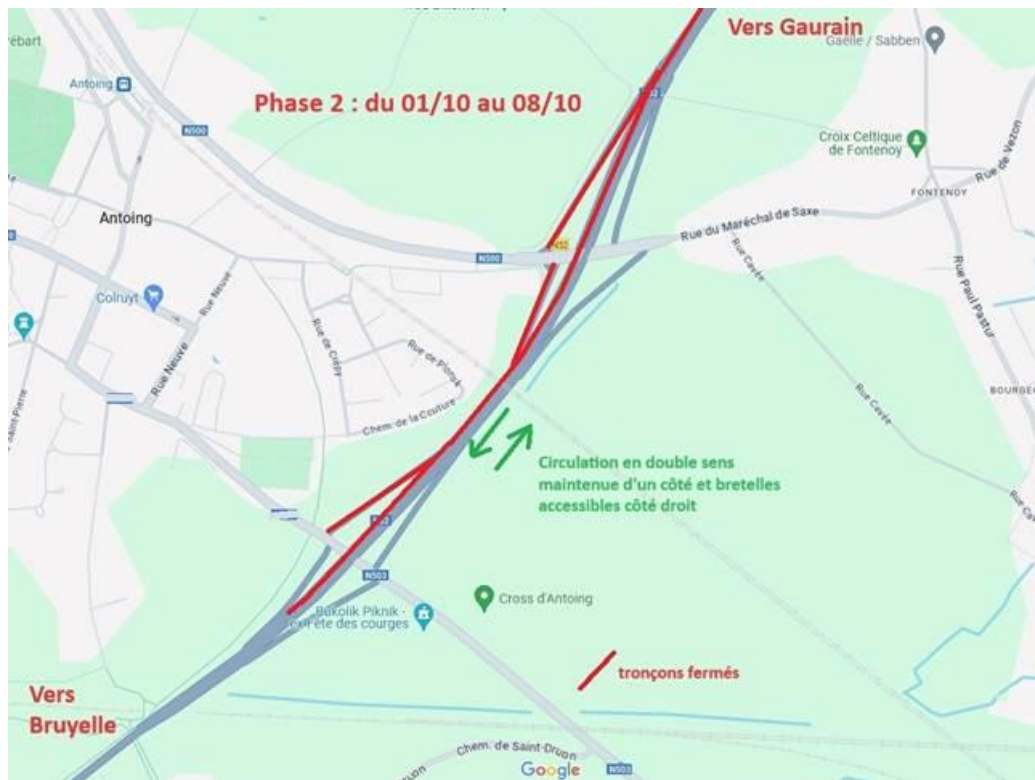 Vers Gaurain
Gaëlle / Sabben
Antoing
Phase 2 : du 01/10 au 08/10
N500
Croix Celtique
de Fontenoy
Rue de Vezon
FONTENOY
Antoing
Rue du Maréchal de Saxe
N52
N500
Rue Cavée
Colruyt
Rue Neuve
Rue Paul Pastur
Rue de Crépy
Rue de Plonge
Rue Neuve
Rue Cavée
Chem. de la Couture
Circulation en double sens
maintenue d'un côté et bretelles
accessibles côté droit
N503
Cross d'Antoing
Bukolik Piknik -
ex-Fête des courges
tronçons fermés
Vers
Bruyelle
Chem. de Saint-Druon
Google
N503